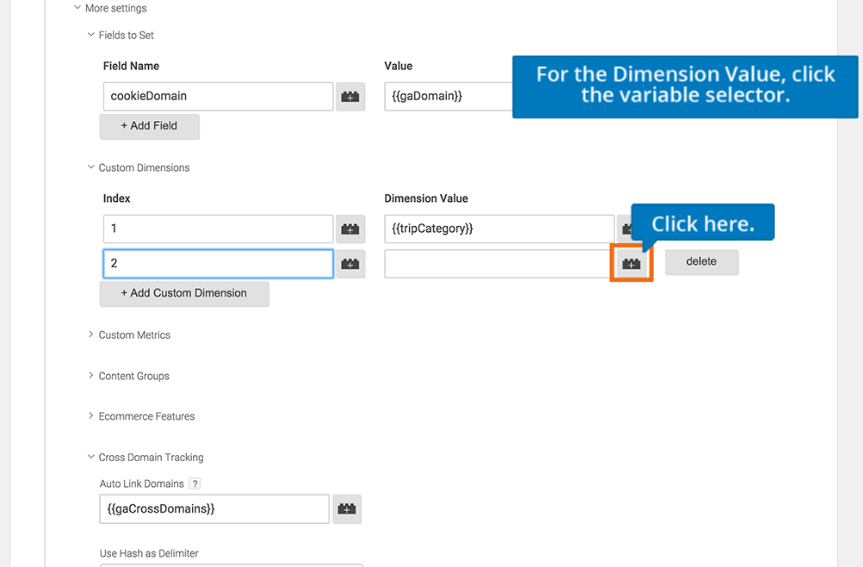 More settings
Fields to Set
Field Name
Value
cookieDomain
{{gaDomain}}
For the Dimension Value, click
the variable selector.
+ Add Field
Custom Dimensions
Index
Dimension Value
1
{{tripCategory}}
Click here.
2
delete
+ Add Custom Dimension
Custom Metrics
Content Groups
Ecommerce Features
Cross Domain Tracking
Auto Link Domains ?
{{gaCrossDomains}}
Use Hash as Delimiter